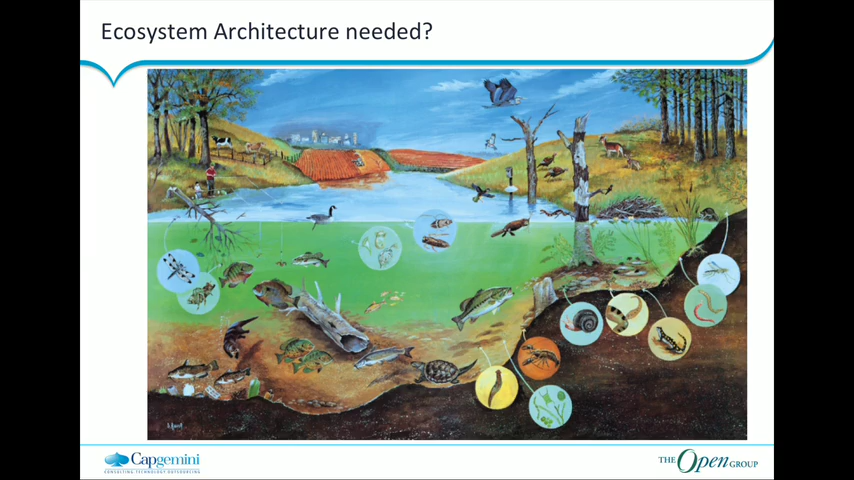 Ecosystem Architecture needed?
Capgemini
CONSULTING.TECHNOLOGY.OUTSOURCING
THE Open GROUP